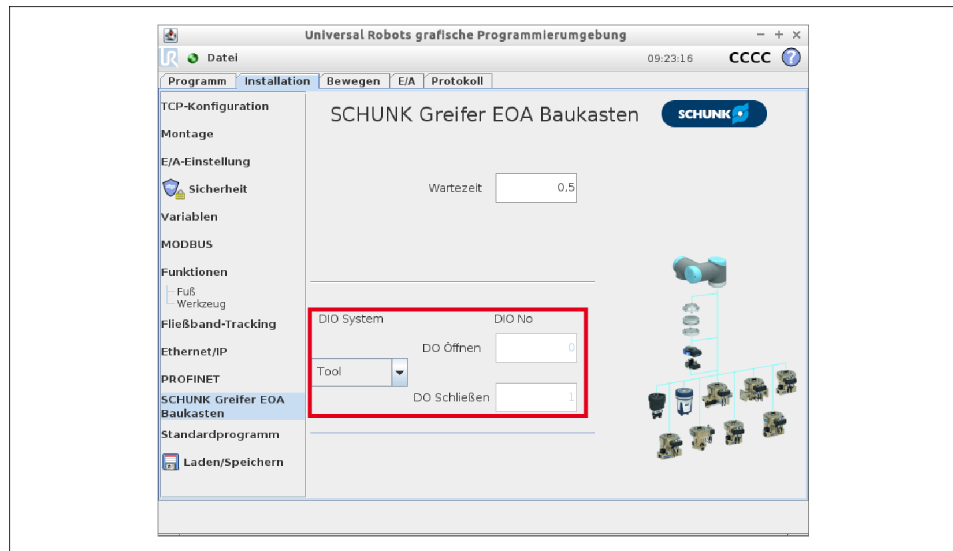 Universal Robots grafische Programmierumgebung
Datei
09:23:16
CCCC
?
Programm Installation Bewegen E/A Protokoll
TCP-Konfiguration
Montage
E/A-Einstellung
Sicherheit
Variablen
MODBUS
Funktionen
Fuß
Werkzeug
Fließband-Tracking
Ethernet/IP
PROFINET
SCHUNK Greifer EOA
Baukasten
Standardprogramm
Laden/Speichern
SCHUNK Greifer EOA Baukasten
SCHUNK
Wartezeit 0.5
DIO System DIO No
DO Öffnen 0
Tool
DO Schließen 1